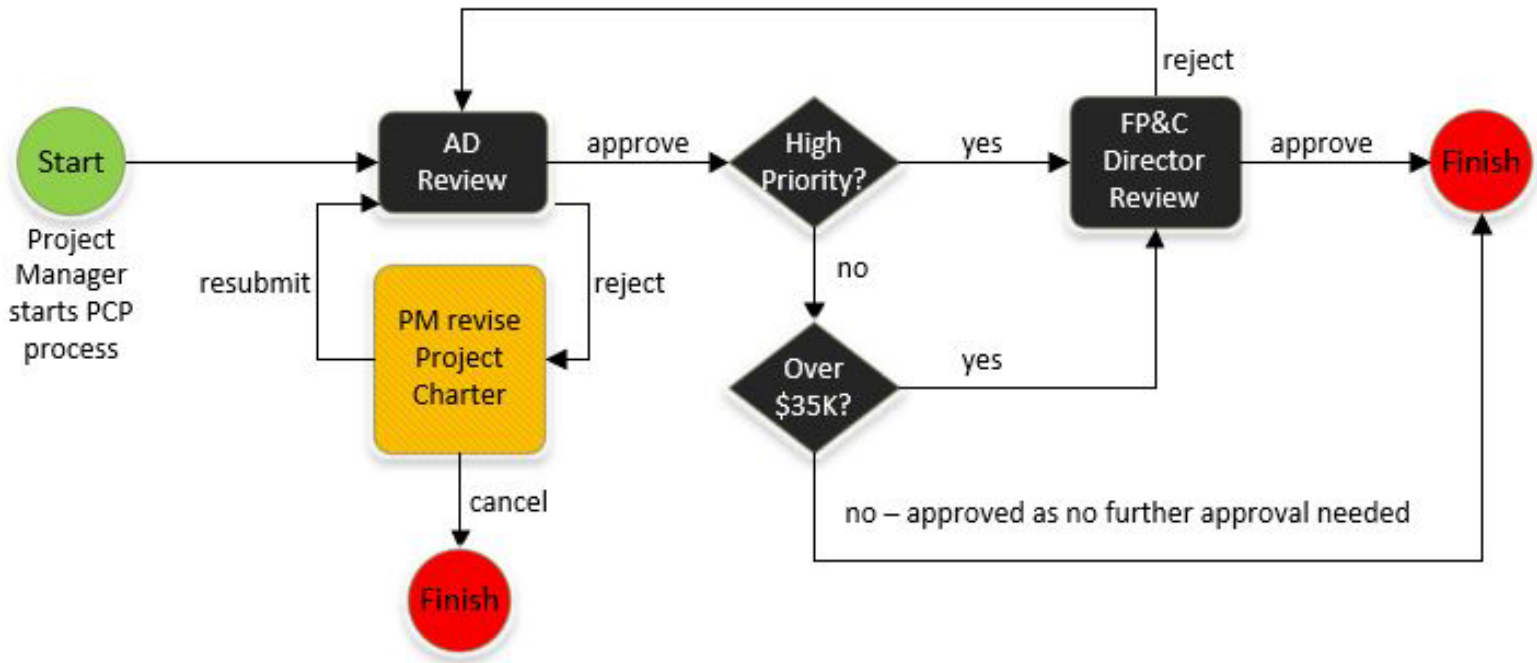 reject
Start
AD
Review
approve
High
Priority?
yes
FP&C
Director
Review
approve
Finish
Project
Manager
starts PCP
process
resubmit
reject
no
PM revise
Project
Charter
Over
$35K?
yes
cancel
no – approved as no further approval needed
Finish